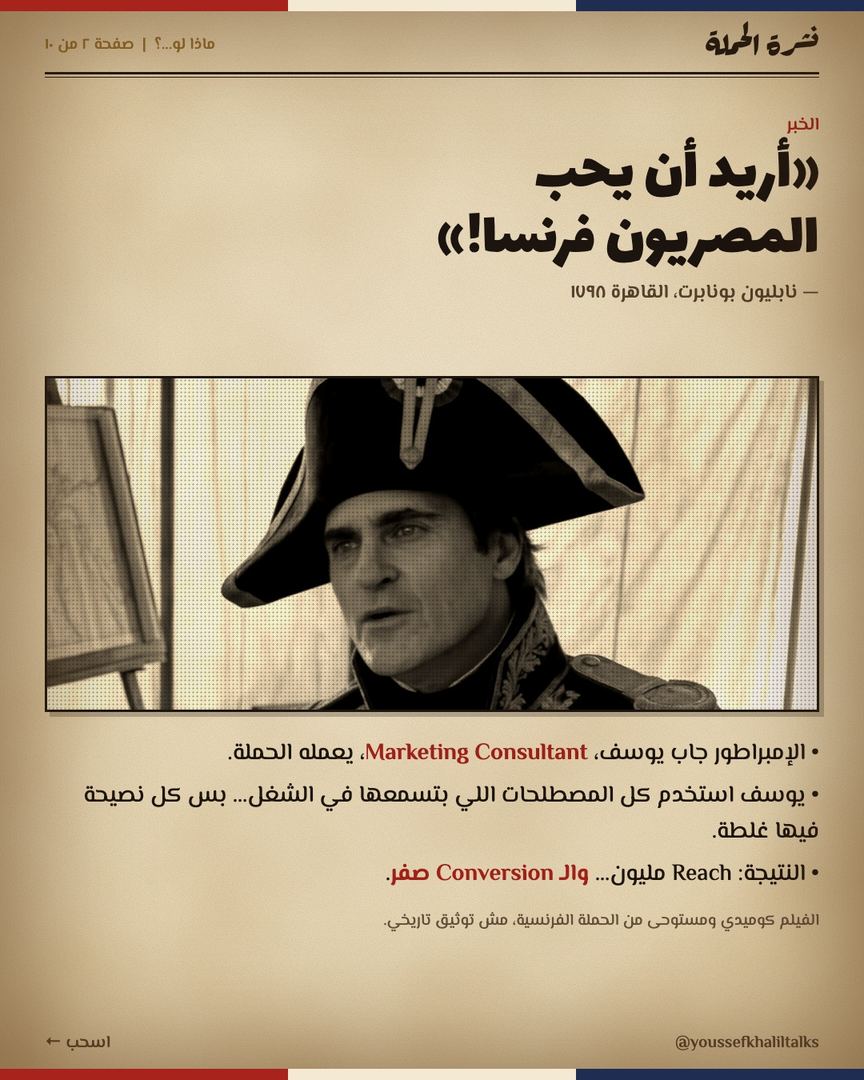 نشرة الحملة
ماذا لو...؟ | صفحة ٢ من ١٠
الخبر
«أريد أن يحب
المصريون فرنسا!»
— نابليون بونابرت، القاهرة ١٧٩٨
• الإمبراطور جاب يوسف، Marketing Consultant، يعمله الحملة.
• يوسف استخدم كل المصطلحات اللي بتسمعها في الشغل... بس كل نصيحة
فيها غلطة.
• النتيجة: Reach مليون... والـ Conversion صفر.
الفيلم كوميدي ومستوحى من الحملة الفرنسية، مش توثيق تاريخي.
@youssefkhaliltalks
اسحب ←